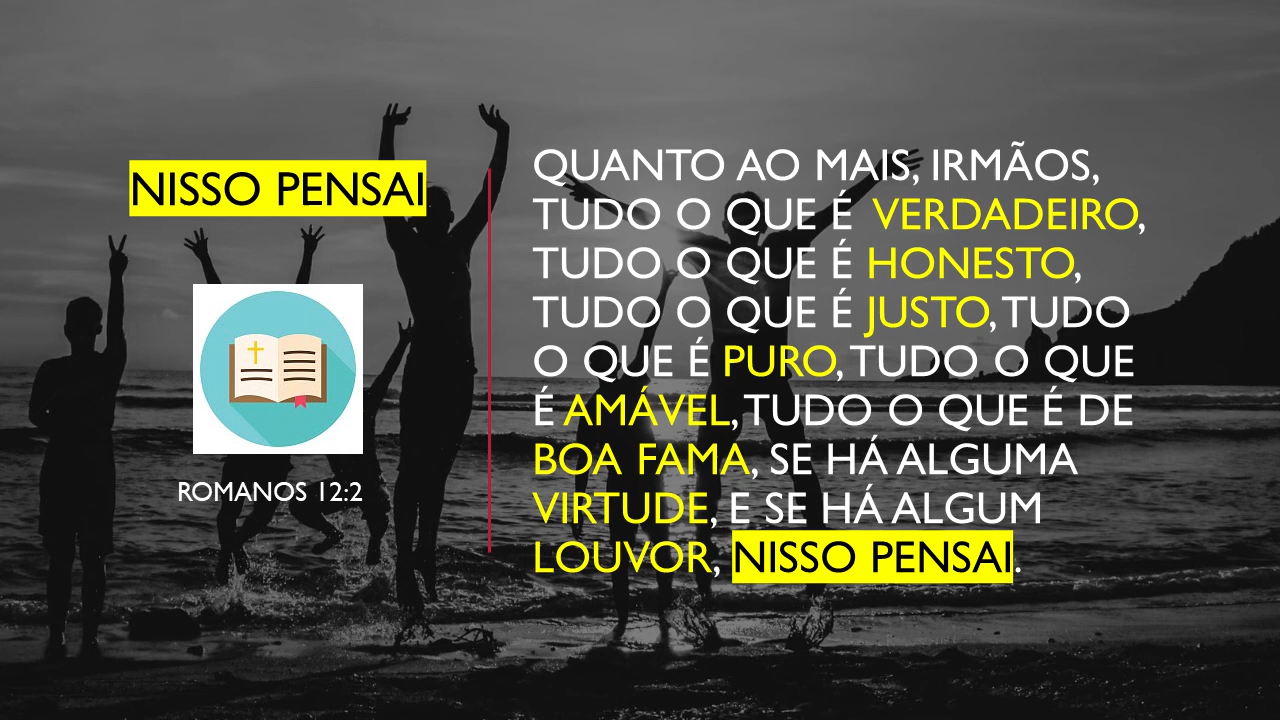 NISSO PENSAI
ROMANOS 12:2
QUANTO AO MAIS, IRMÃOS,
TUDO O QUE É VERDADEIRO,
TUDO O QUE É HONESTO,
TUDO O QUE É JUSTO, TUDO
O QUE É PURO, TUDO O QUE
É AMÁVEL, TUDO O QUE É DE
BOA FAMA, SE HÁ ALGUMA
VIRTUDE, E SE HÁ ALGUM
LOUVOR, NISSO PENSAI.